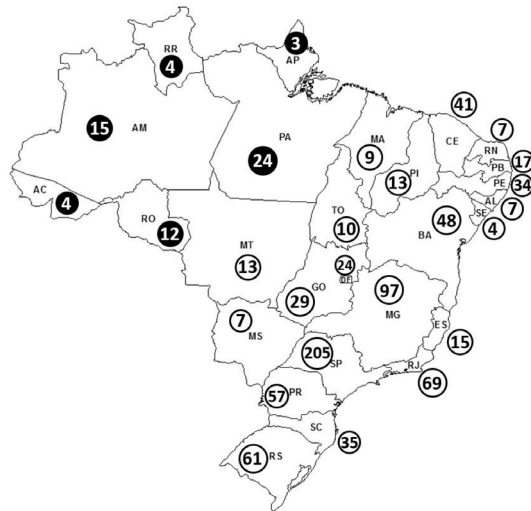 3
RR
AP
4
41
7
15
AM
PA
MA
CE
RN
17
24
9
PI
PB
34
13
PE
AC
4
TO
AL
7
RO
10
48
SE
4
12
BA
MT
24
13
GO
DF
97
29
MG
7
ES
MS
15
205
SP
RJ
69
57
PR
SC
35
61
RS